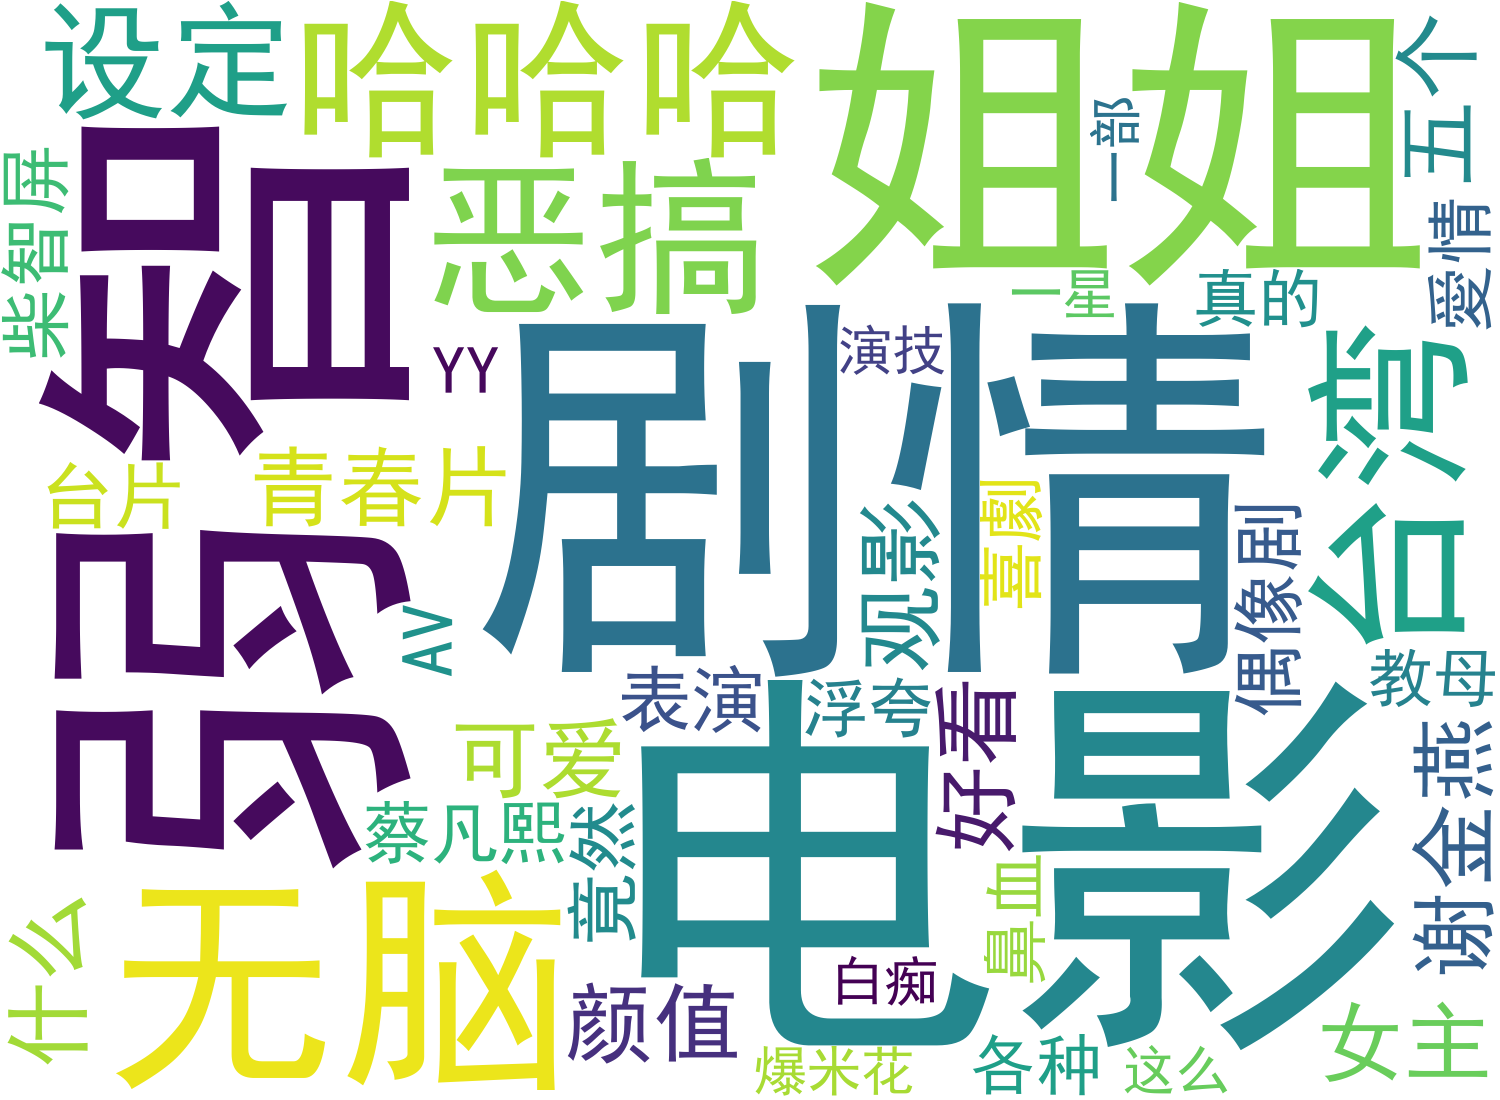 设定
哈哈哈
姐姐
五个
一部
柴智屏
弱智
恶搞
爱情
一星
真的
剧情
演技
YY
台湾
台片
青春片
观影
喜劇
偶像剧
AV
表演
浮夸
教母
电影
好看
可爱
蔡凡熙
竟然
谢金燕
鼻血
无脑
什么
颜值
白痴
爆米花
各种
这么
女主